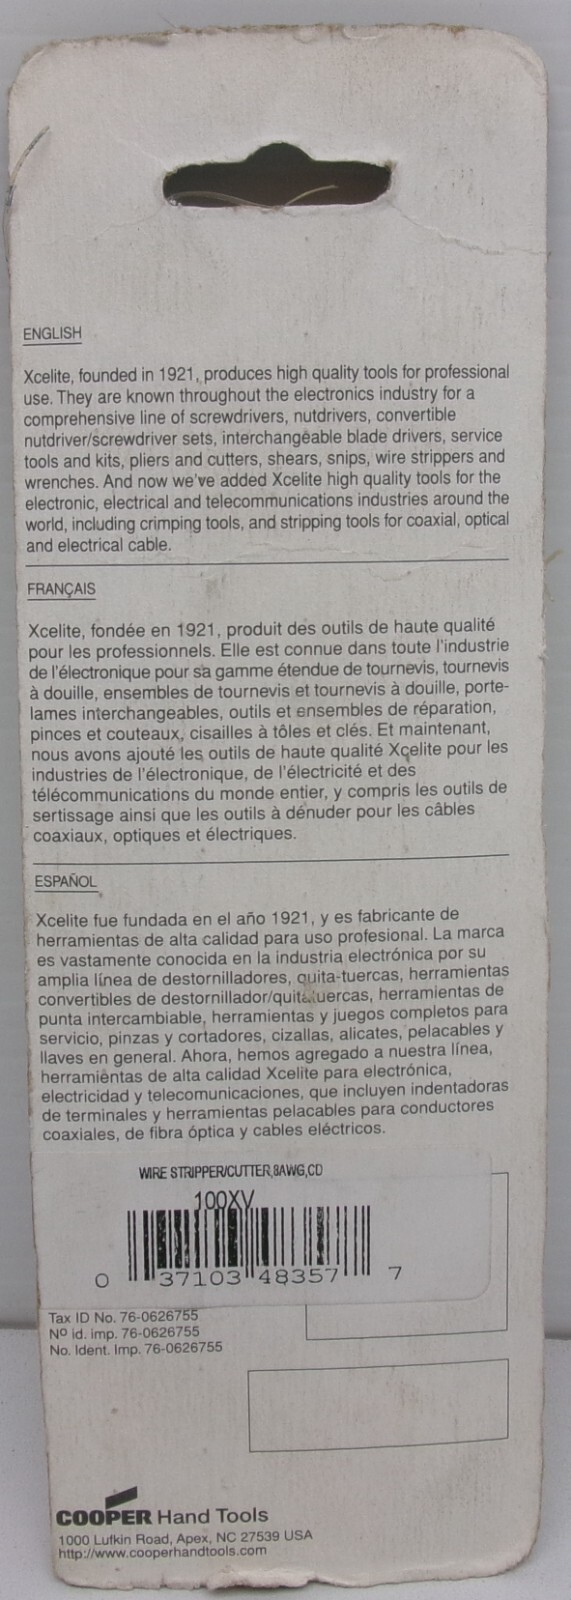 ENGLISH
Xcelite, founded in 1921, produces high quality tools for professional
use. They are known throughout the electronics industry for a
comprehensive line of screwdrivers, nutdrivers, convertible
nutdriver/screwdriver sets, interchangeable blade drivers, service
tools and kits, pliers and cutters, shears, snips, wire strippers and
wrenches. And now we've added Xcelite high quality tools for the
electronic, electrical and telecommunications industries around the
world, including crimping tools, and stripping tools for coaxial, optical
and electrical cable.
FRANÇAIS
Xcelite, fondée en 1921, produit des outils de haute qualité
pour les professionnels. Elle est connue dans toute l'industrie
de l'électronique pour sa gamme étendue de tournevis, tournevis
à douille, ensembles de tournevis et tournevis à douille, porte-
lames interchangeables, outils et ensembles de réparation,
pinces et couteaux, cisailles à tôles et clés. Et maintenant,
nous avons ajouté les outils de haute qualité Xcelite pour les
industries de l'électronique, de l'électricité et des
télécommunications du monde entier, y compris les outils de
sertissage ainsi que les outils à dénuder pour les câbles
coaxiaux, optiques et électriques.
ESPAÑOL
Xcelite fue fundada en el año 1921, y es fabricante de
herramientas de alta calidad para uso profesional. La marca
es vastamente conocida en la industria electrónica por su
amplia línea de destornilladores, quita-tuercas, herramientas
convertibles de destornillador/quita-tuercas, herramientas de
punta intercambiable, herramientas y juegos completos para
servicio, pinzas y cortadores, cizallas, alicates, pelacables y
llaves en general. Ahora, hemos agregado a nuestra línea,
herramientas de alta calidad Xcelite para electrónica,
electricidad y telecomunicaciones, que incluyen indentadoras
de terminales y herramientas pelacables para conductores
coaxiales, de fibra óptica y cables eléctricos.
WIRE STRIPPER/CUTTER,8AWG,CD
100XV
0 37103 48357 7
Tax ID No. 76-0626755
Nº id. imp. 76-0626755
No. Ident. Imp. 76-0626755
COOPER Hand Tools
1000 Lufkin Road, Apex, NC 27539 USA
http://www.cooperhandtools.com